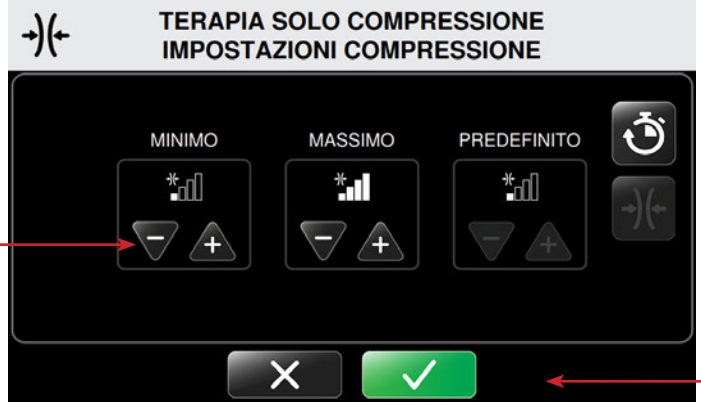 TERAPIA SOLO COMPRESSIONE
IMPOSTAZIONI COMPRESSIONE
MINIMO MASSIMO PREDEFINITO